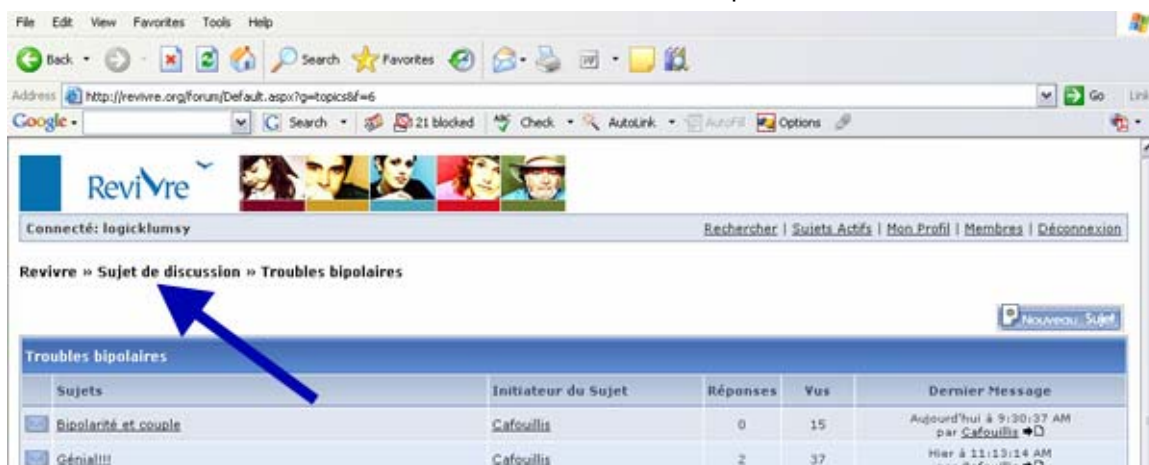 File Edit View Favorites Tools Help
Back Search Favorites
Address http://revivre.org/forum/Default.aspx?g=topics&f=6 Go Link
Google Search 21 blocked Check AutoLink AutoFill Options
ReviVre
Connecté: logicklumsy Rechercher | Sujets Actifs | Mon Profil | Membres | Déconnexion
Revivre » Sujet de discussion » Troubles bipolaires
Nouveau Sujet
Troubles bipolaires
Sujets Initiateur du Sujet Réponses Vus Dernier Message
Bipolarité et couple Cafouillis 0 15 Aujourd'hui à 9:30:37 AM
par Cafouillis
Génial!!! Cafouillis 2 37 Hier à 11:13:14 AM